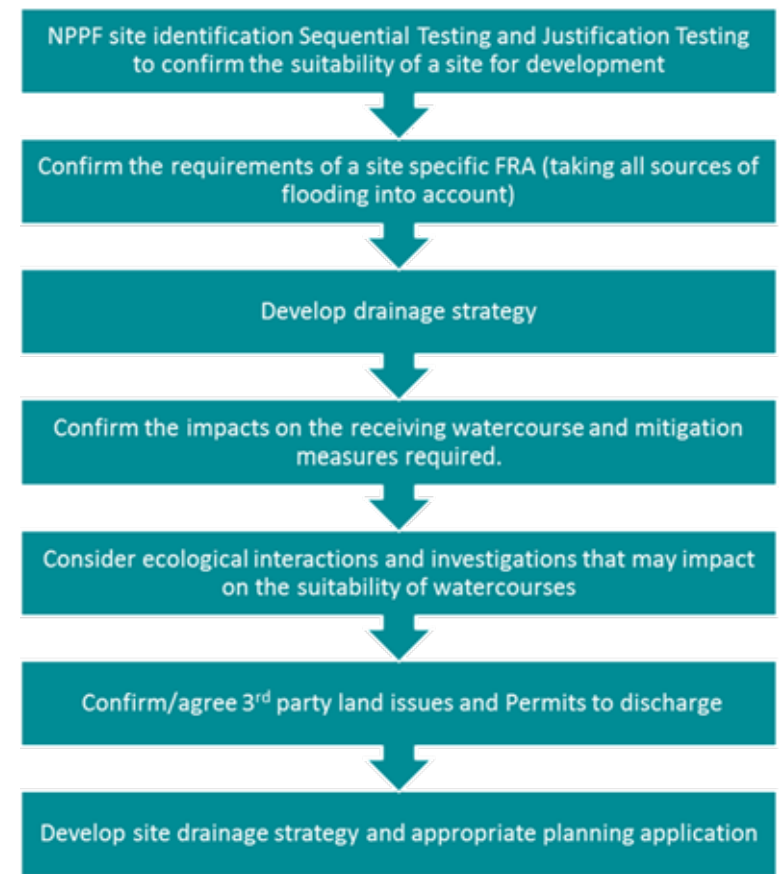 NPPF site identification Sequential Testing and Justification Testing
to confirm the suitability of a site for development
Confirm the requirements of a site specific FRA (taking all sources of
flooding into account)
Develop drainage strategy
Confirm the impacts on the receiving watercourse and mitigation
measures required.
Consider ecological interactions and investigations that may impact
on the suitability of watercourses
Confirm/agree 3rd party land issues and Permits to discharge
Develop site drainage strategy and appropriate planning application